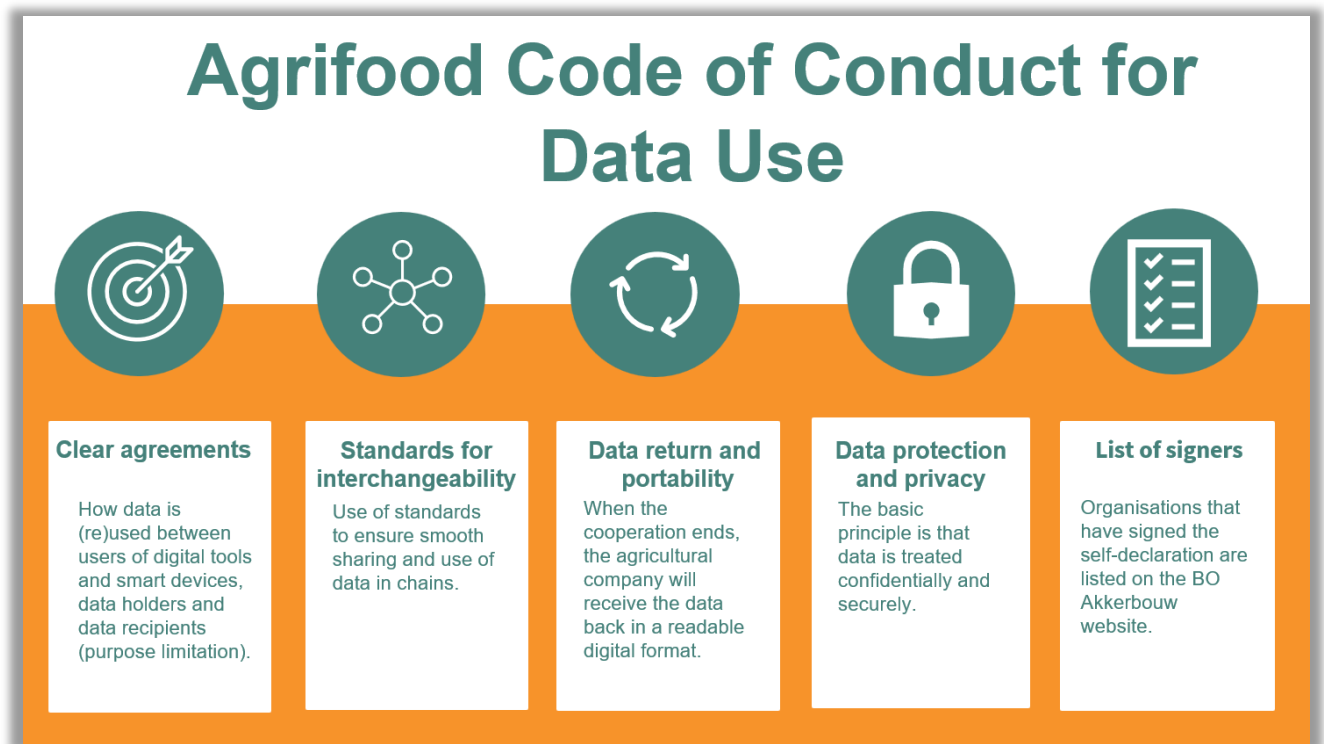 Agrifood Code of Conduct for
Data Use
Clear agreements
How data is
(re)used between
users of digital tools
and smart devices,
data holders and
data recipients
(purpose limitation).
Standards for
interchangeability
Use of standards
to ensure smooth
sharing and use of
data in chains.
Data return and
portability
When the
cooperation ends,
the agricultural
company will
receive the data
back in a readable
digital format.
Data protection
and privacy
The basic
principle is that
data is treated
confidentially and
securely.
List of signers
Organisations that
have signed the
self-declaration are
listed on the BO
Akkerbouw
website.